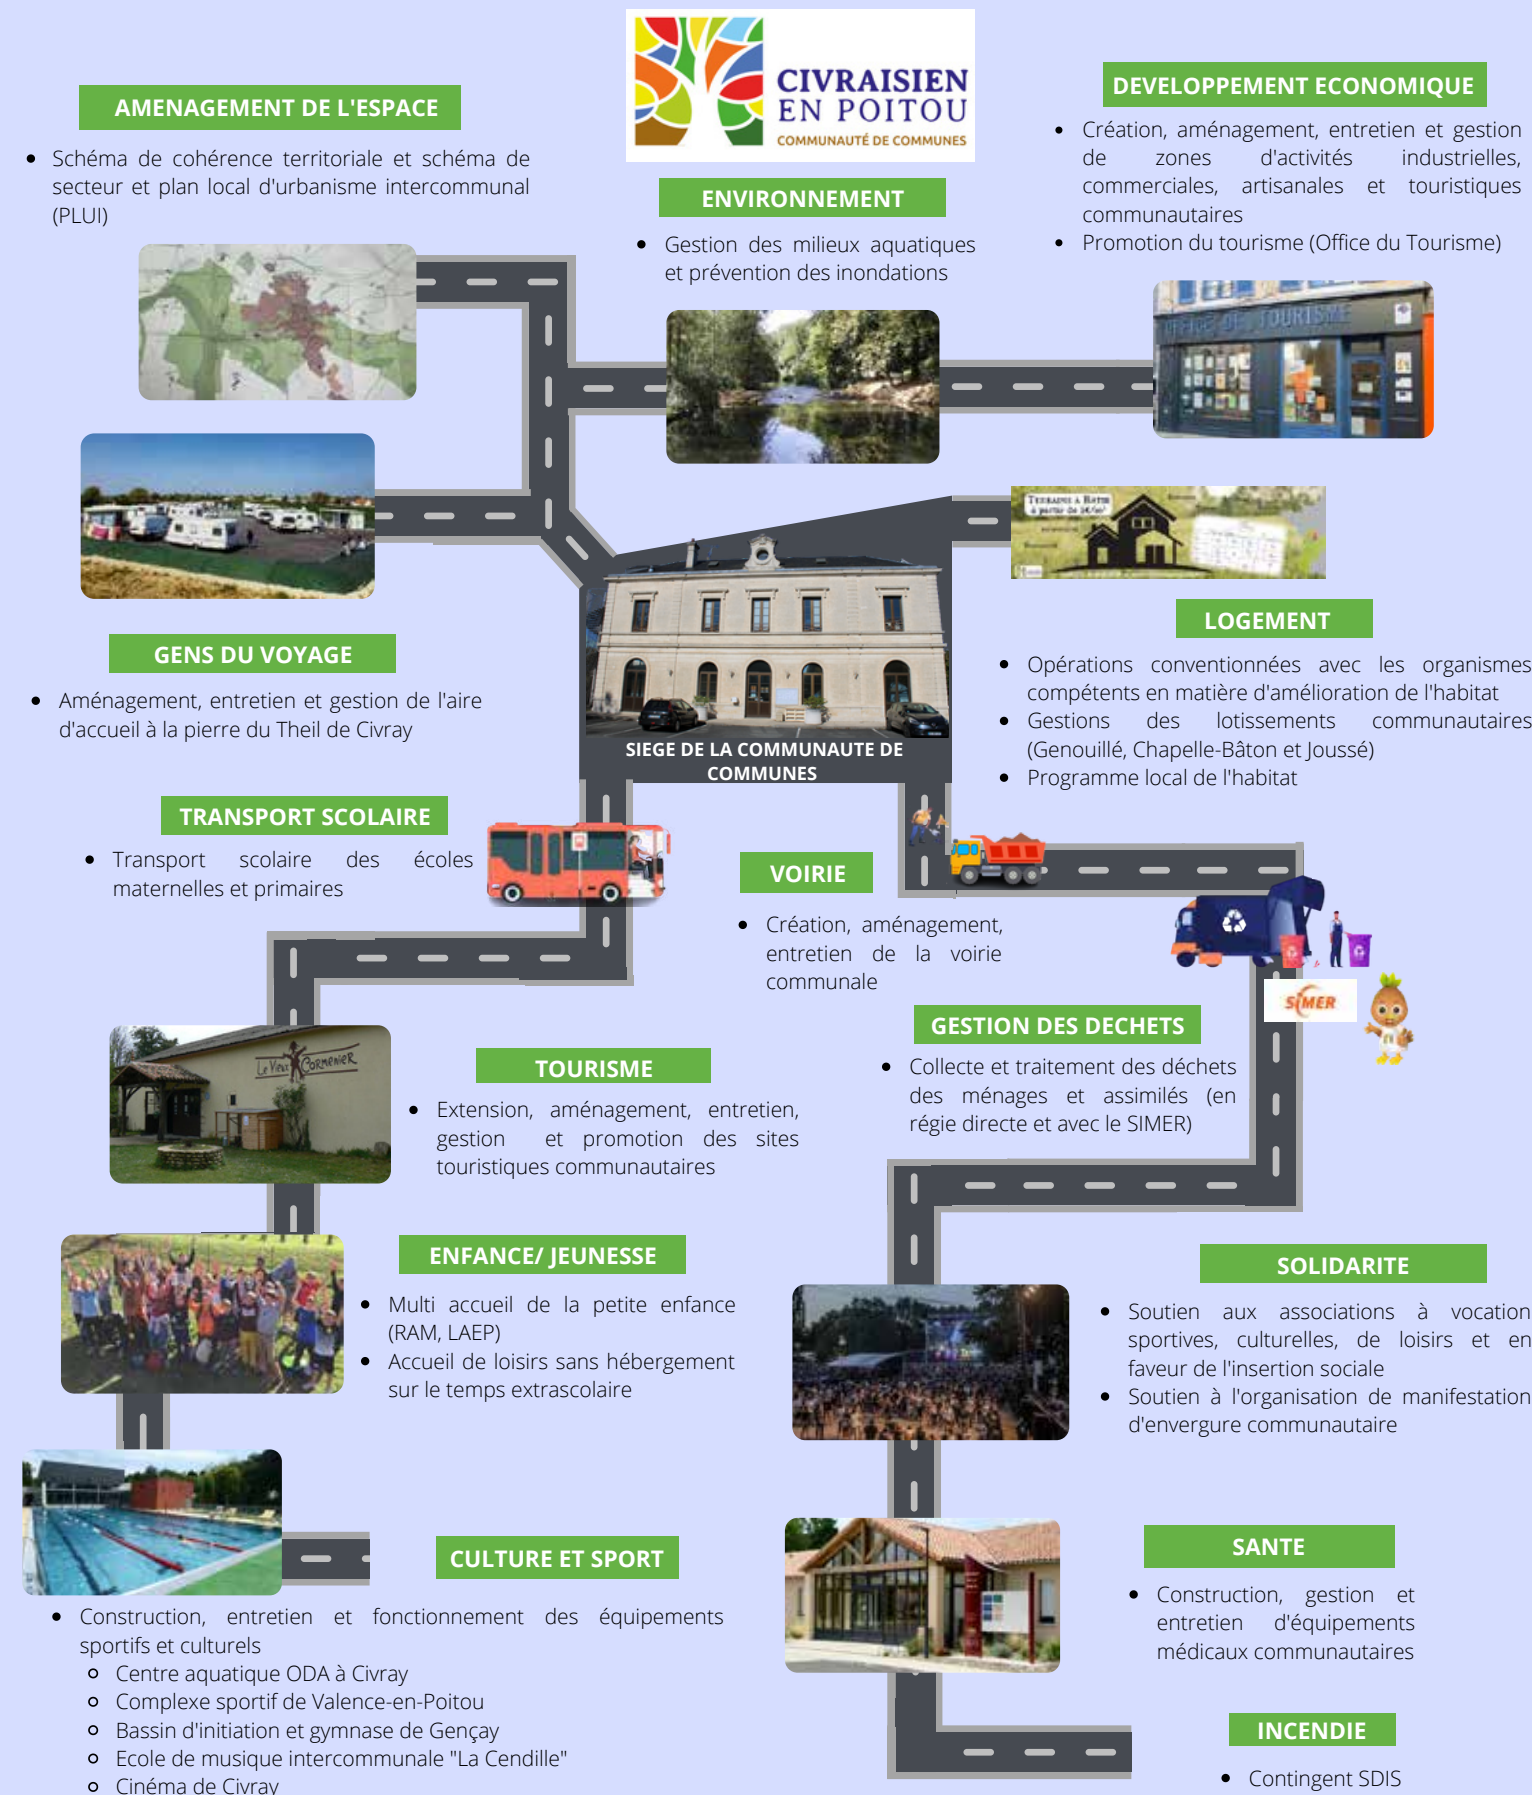 CIVRAISIEN
EN POITOU
COMMUNAUTÉ DE COMMUNES
AMENAGEMENT DE L'ESPACE
Schéma de cohérence territoriale et schéma de
secteur et plan local d'urbanisme intercommunal
(PLUI)
ENVIRONNEMENT
Gestion des milieux aquatiques
et prévention des inondations
DEVELOPPEMENT ECONOMIQUE
Création, aménagement, entretien et gestion
de zones d'activités industrielles,
commerciales, artisanales et touristiques
communautaires
Promotion du tourisme (Office du Tourisme)
OFFICE DE TOURISME
GENS DU VOYAGE
Aménagement, entretien et gestion de l'aire
d'accueil à la pierre du Theil de Civray
SIEGE DE LA COMMUNAUTE DE
COMMUNES
TERRAINS A BÂTIR
à partir de
LOGEMENT
Opérations conventionnées avec les organismes
compétents en matière d'amélioration de l'habitat
Gestions des lotissements communautaires
(Genouillé, Chapelle-Bâton et Joussé)
Programme local de l'habitat
TRANSPORT SCOLAIRE
Transport scolaire des écoles
maternelles et primaires
VOIRIE
Création, aménagement,
entretien de la voirie
communale
SIMER
GESTION DES DECHETS
Collecte et traitement des déchets
des ménages et assimilés (en
régie directe et avec le SIMER)
Le Vieux CORMENIER
TOURISME
Extension, aménagement, entretien,
gestion et promotion des sites
touristiques communautaires
ENFANCE/ JEUNESSE
Multi accueil de la petite enfance
(RAM, LAEP)
Accueil de loisirs sans hébergement
sur le temps extrascolaire
SOLIDARITE
Soutien aux associations à vocation
sportives, culturelles, de loisirs et en
faveur de l'insertion sociale
Soutien à l'organisation de manifestation
d'envergure communautaire
CULTURE ET SPORT
Construction, entretien et fonctionnement des équipements
sportifs et culturels
Centre aquatique ODA à Civray
Complexe sportif de Valence-en-Poitou
Bassin d'initiation et gymnase de Gençay
Ecole de musique intercommunale "La Cendille"
Cinéma de Civray
SANTE
Construction, gestion et
entretien d'équipements
médicaux communautaires
INCENDIE
Contingent SDIS